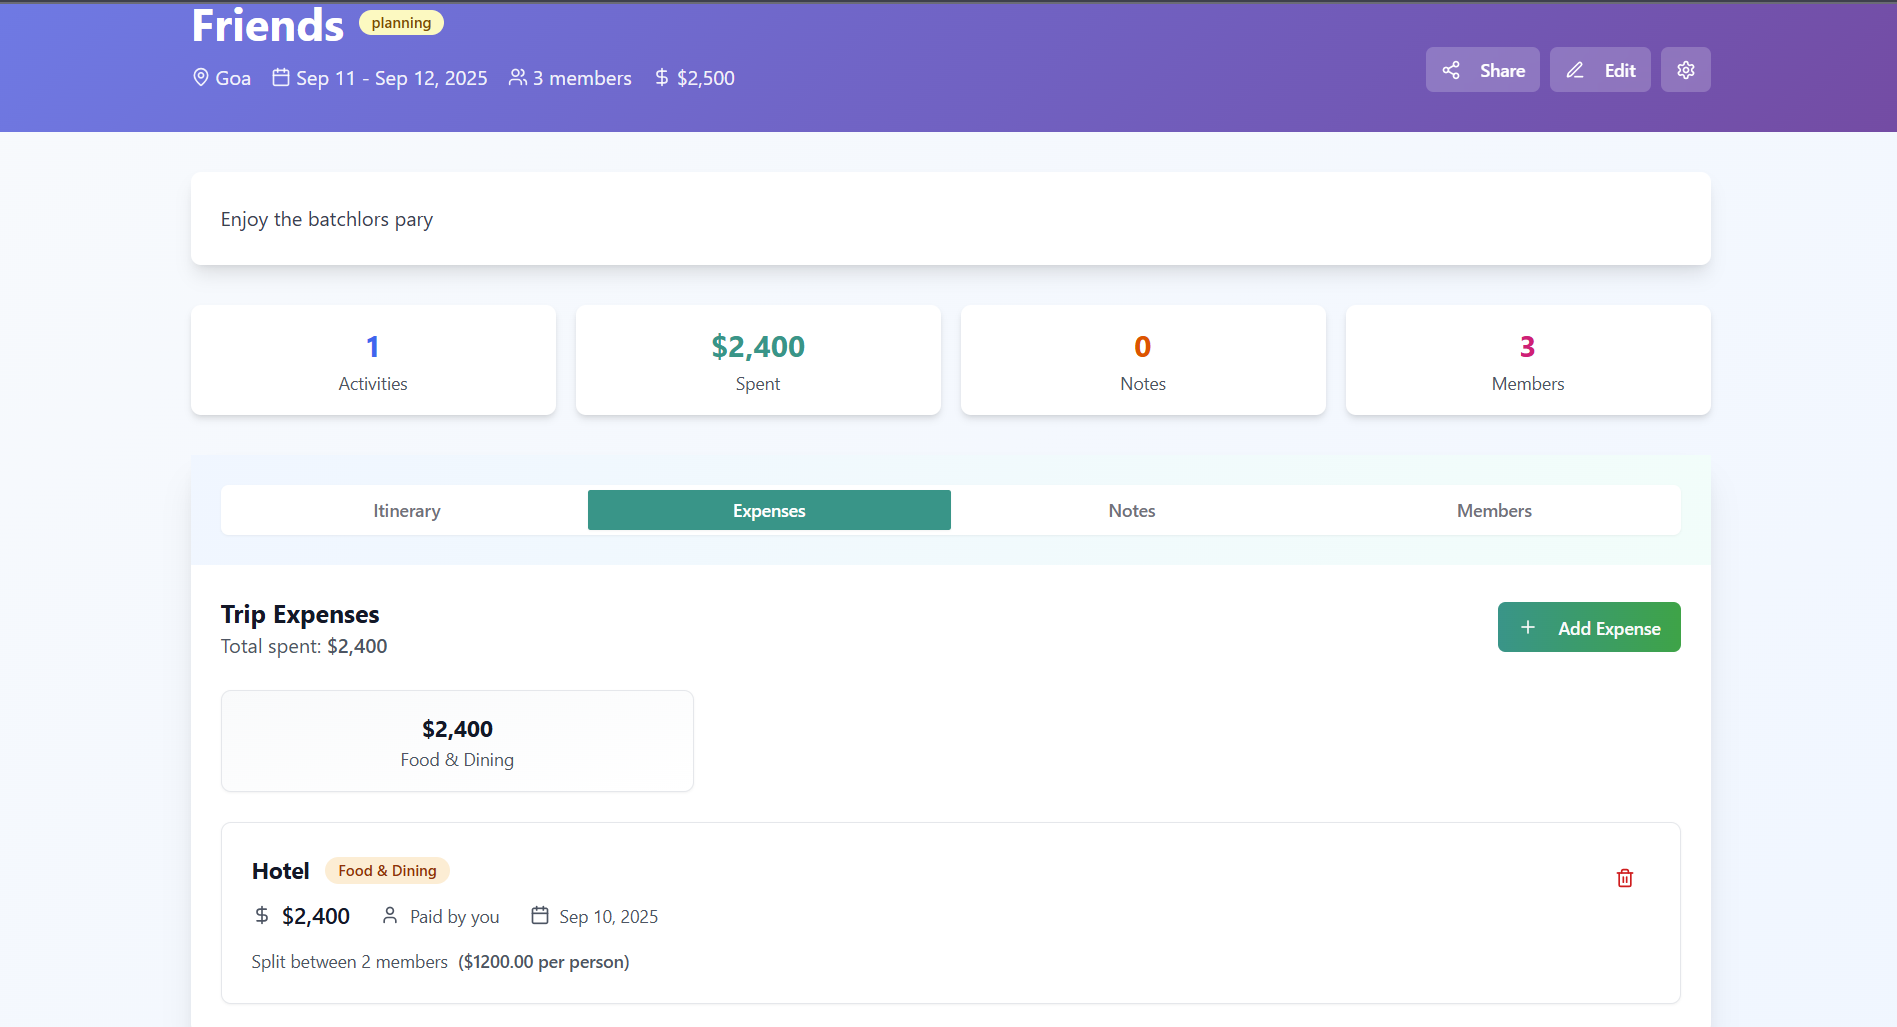 Friends planning
Goa Sep 11 - Sep 12, 2025 3 members $2,500
Share Edit
Enjoy the batchlors pary
1 $2,400 0 3
Activities Spent Notes Members
Itinerary Expenses Notes Members
Trip Expenses
Total spent: $2,400
+ Add Expense
$2,400
Food & Dining
Hotel Food & Dining
$ $2,400 Paid by you Sep 10, 2025
Split between 2 members ($1200.00 per person)